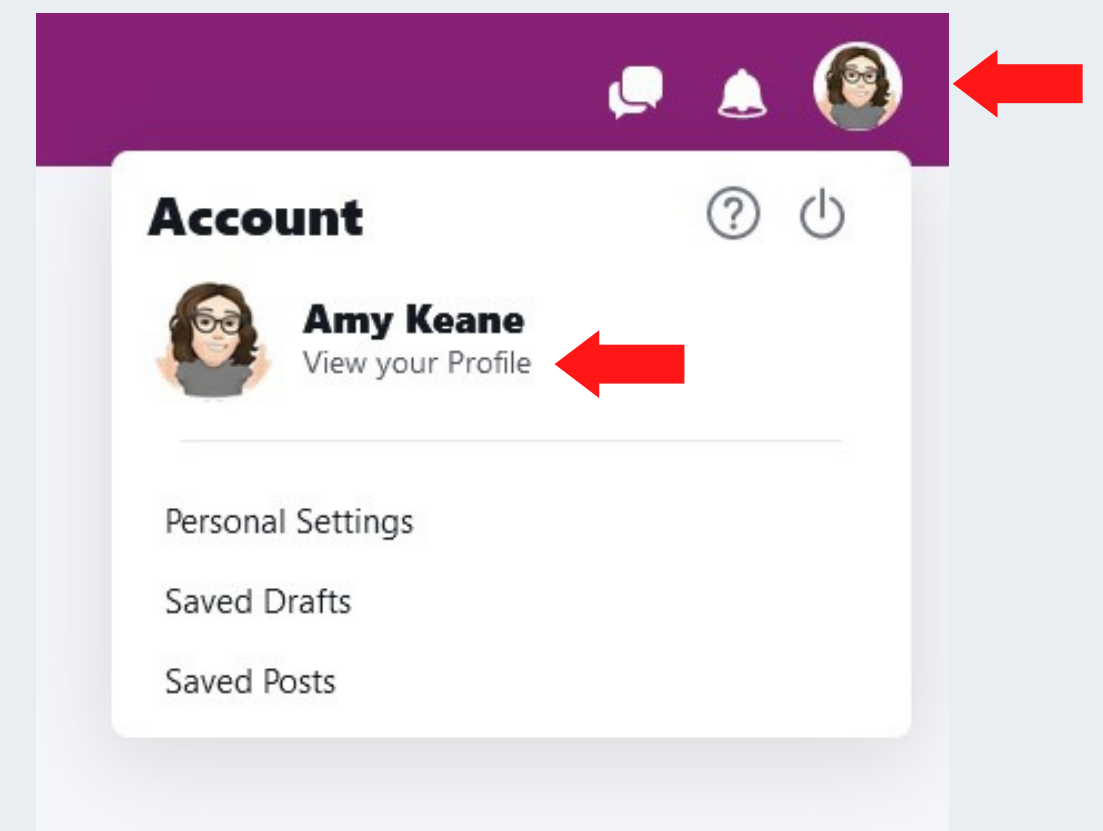 Account
Amy Keane
View your Profile
Personal Settings
Saved Drafts
Saved Posts